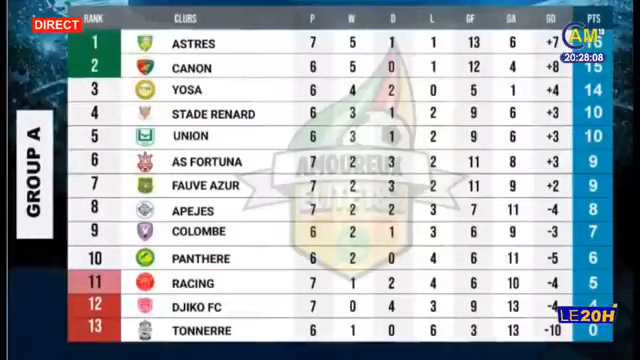 DIRECT
RANK CLUBS P W D L GF GA GD PTS
CAM10
20:28:08
GROUP A
1 ASTRES 7 5 1 1 13 6 +7 16
2 CANON 6 5 0 1 12 4 +8 15
3 YOSA 6 4 2 0 5 1 +4 14
4 STADE RENARD 6 3 1 2 9 6 +3 10
5 UNION 6 3 1 2 9 6 +3 10
6 AS FORTUNA 7 2 3 2 11 8 +3 9
7 FAUVE AZUR 7 2 3 2 11 9 +2 9
8 APEJES 7 2 2 3 7 11 -4 8
9 COLOMBE 6 2 1 3 6 9 -3 7
10 PANTHERE 6 2 0 4 6 11 -5 6
11 RACING 7 1 2 4 6 10 -4 5
12 DJIKO FC 7 0 4 3 9 13 -4 4
13 TONNERRE 6 1 0 6 3 13 -10 0
AMOUREUX
LE20H